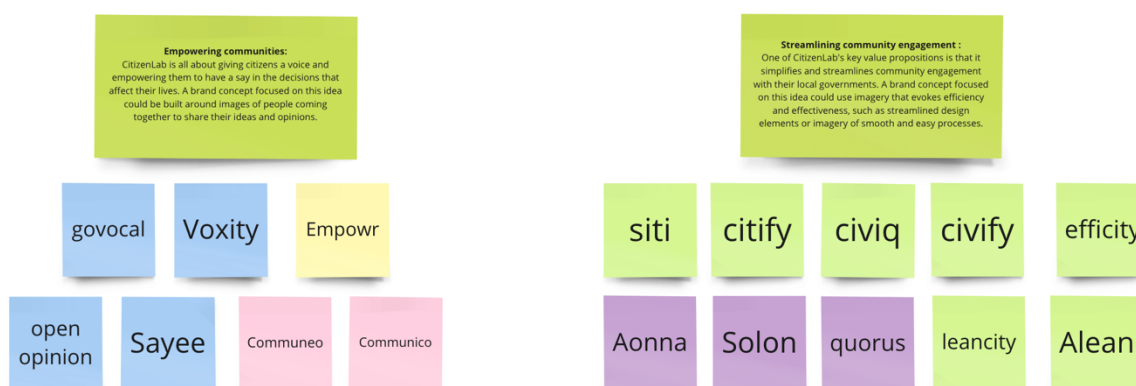 Empowering communities:
CitizenLab is all about giving citizens a voice and
empowering them to have a say in the decisions that
affect their lives. A brand concept focused on this idea
could be built around images of people coming
together to share their ideas and opinions.
Streamlining community engagement :
One of CitizenLab's key value propositions is that it
simplifies and streamlines community engagement
with their local governments. A brand concept focused
on this idea could use imagery that evokes efficiency
and effectiveness, such as streamlined design
elements or imagery of smooth and easy processes.
govocal
Voxity
Empowr
open
opinion
Sayee
Communeo
Communico
siti
citify
civiq
civify
efficity
Aonna
Solon
quorus
leancity
Alean